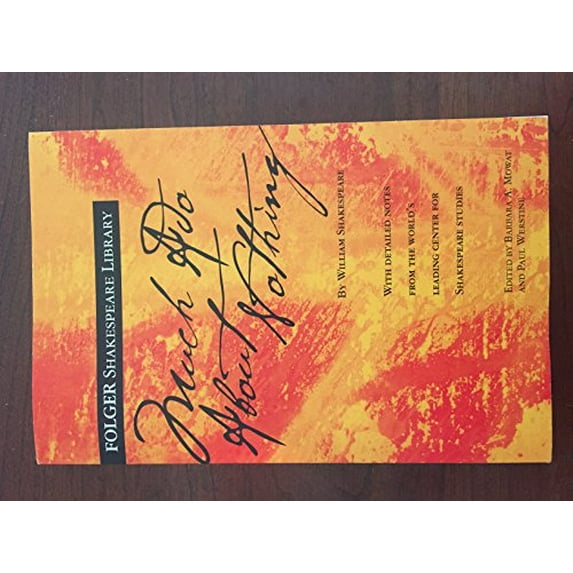 FOLGER SHAKESPEARE LIBRARY
Much Ado
About
Nothing
BY WILLIAM SHAKESPEARE
WITH DETAILED NOTES
FROM THE WORLD'S
LEADING CENTER FOR
SHAKESPEARE STUDIES
EDITED BY BARBARA A. MOWAT
AND PAUL WERSTINE